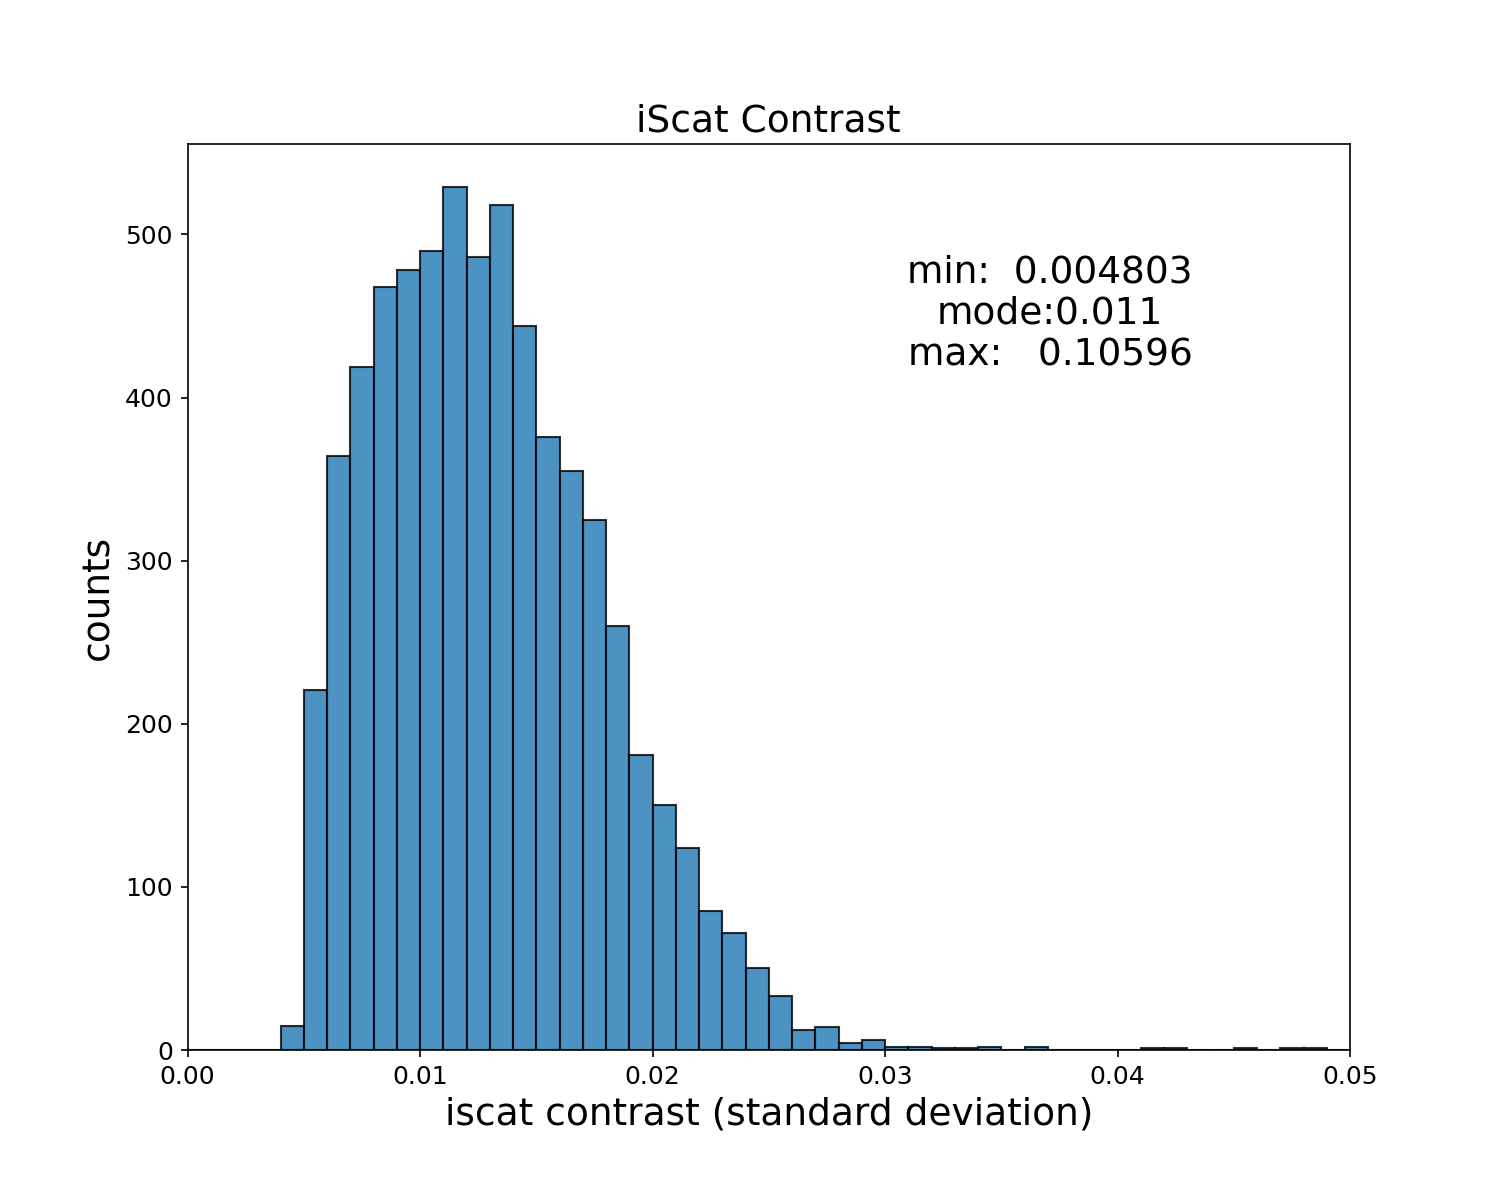 iScat Contrast
min:  0.004803
mode:0.011
max:   0.10596
500
400
300
200
100
0
counts
0.00 0.01 0.02 0.03 0.04 0.05
iscat contrast (standard deviation)